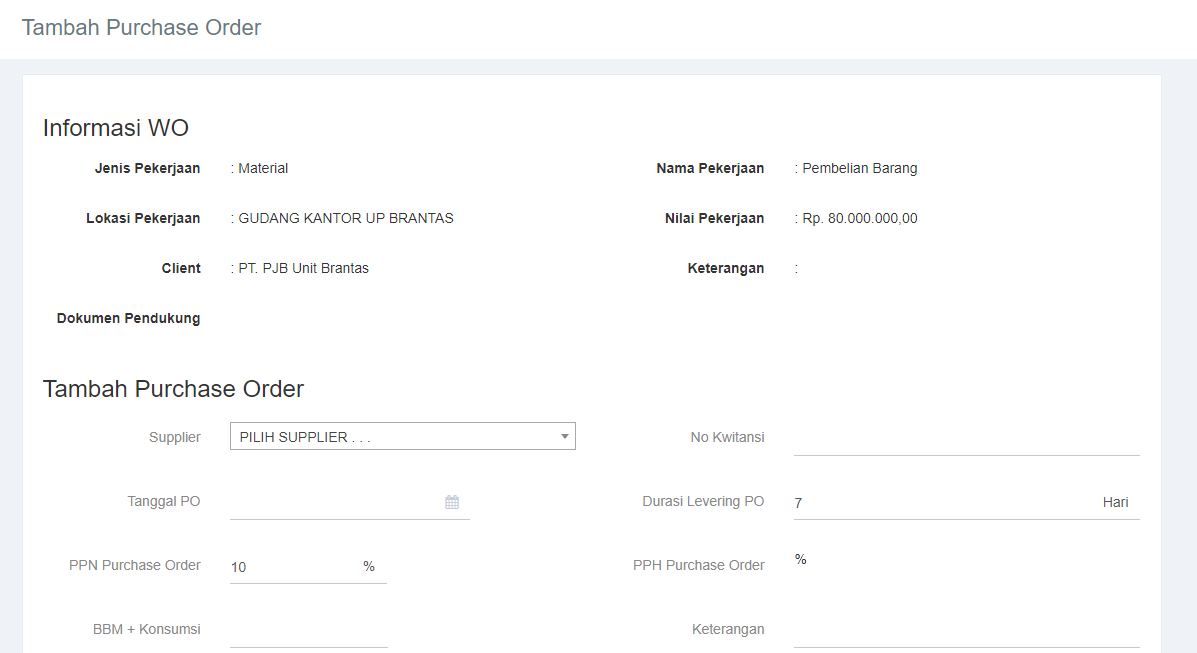 Tambah Purchase Order
Informasi WO
Jenis Pekerjaan : Material Nama Pekerjaan : Pembelian Barang
Lokasi Pekerjaan : GUDANG KANTOR UP BRANTAS Nilai Pekerjaan : Rp. 80.000.000,00
Client : PT. PJB Unit Brantas Keterangan :
Dokumen Pendukung
Tambah Purchase Order
Supplier PILIH SUPPLIER . . . No Kwitansi
Tanggal PO Durasi Levering PO 7 Hari
PPN Purchase Order 10 % PPH Purchase Order %
BBM + Konsumsi Keterangan